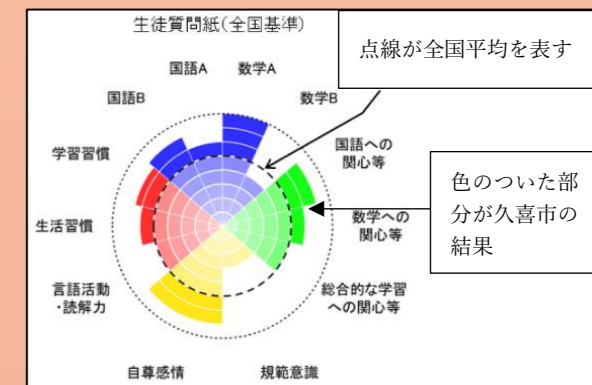 生徒質問紙(全国基準)
点線が全国平均を表す
国語A
数学A
国語B
数学B
学習習慣
国語への
関心等
生活習慣
数学への
関心等
色のついた部
分が久喜市の
結果
言語活動
・読解力
総合的な学習
への関心等
自尊感情
規範意識